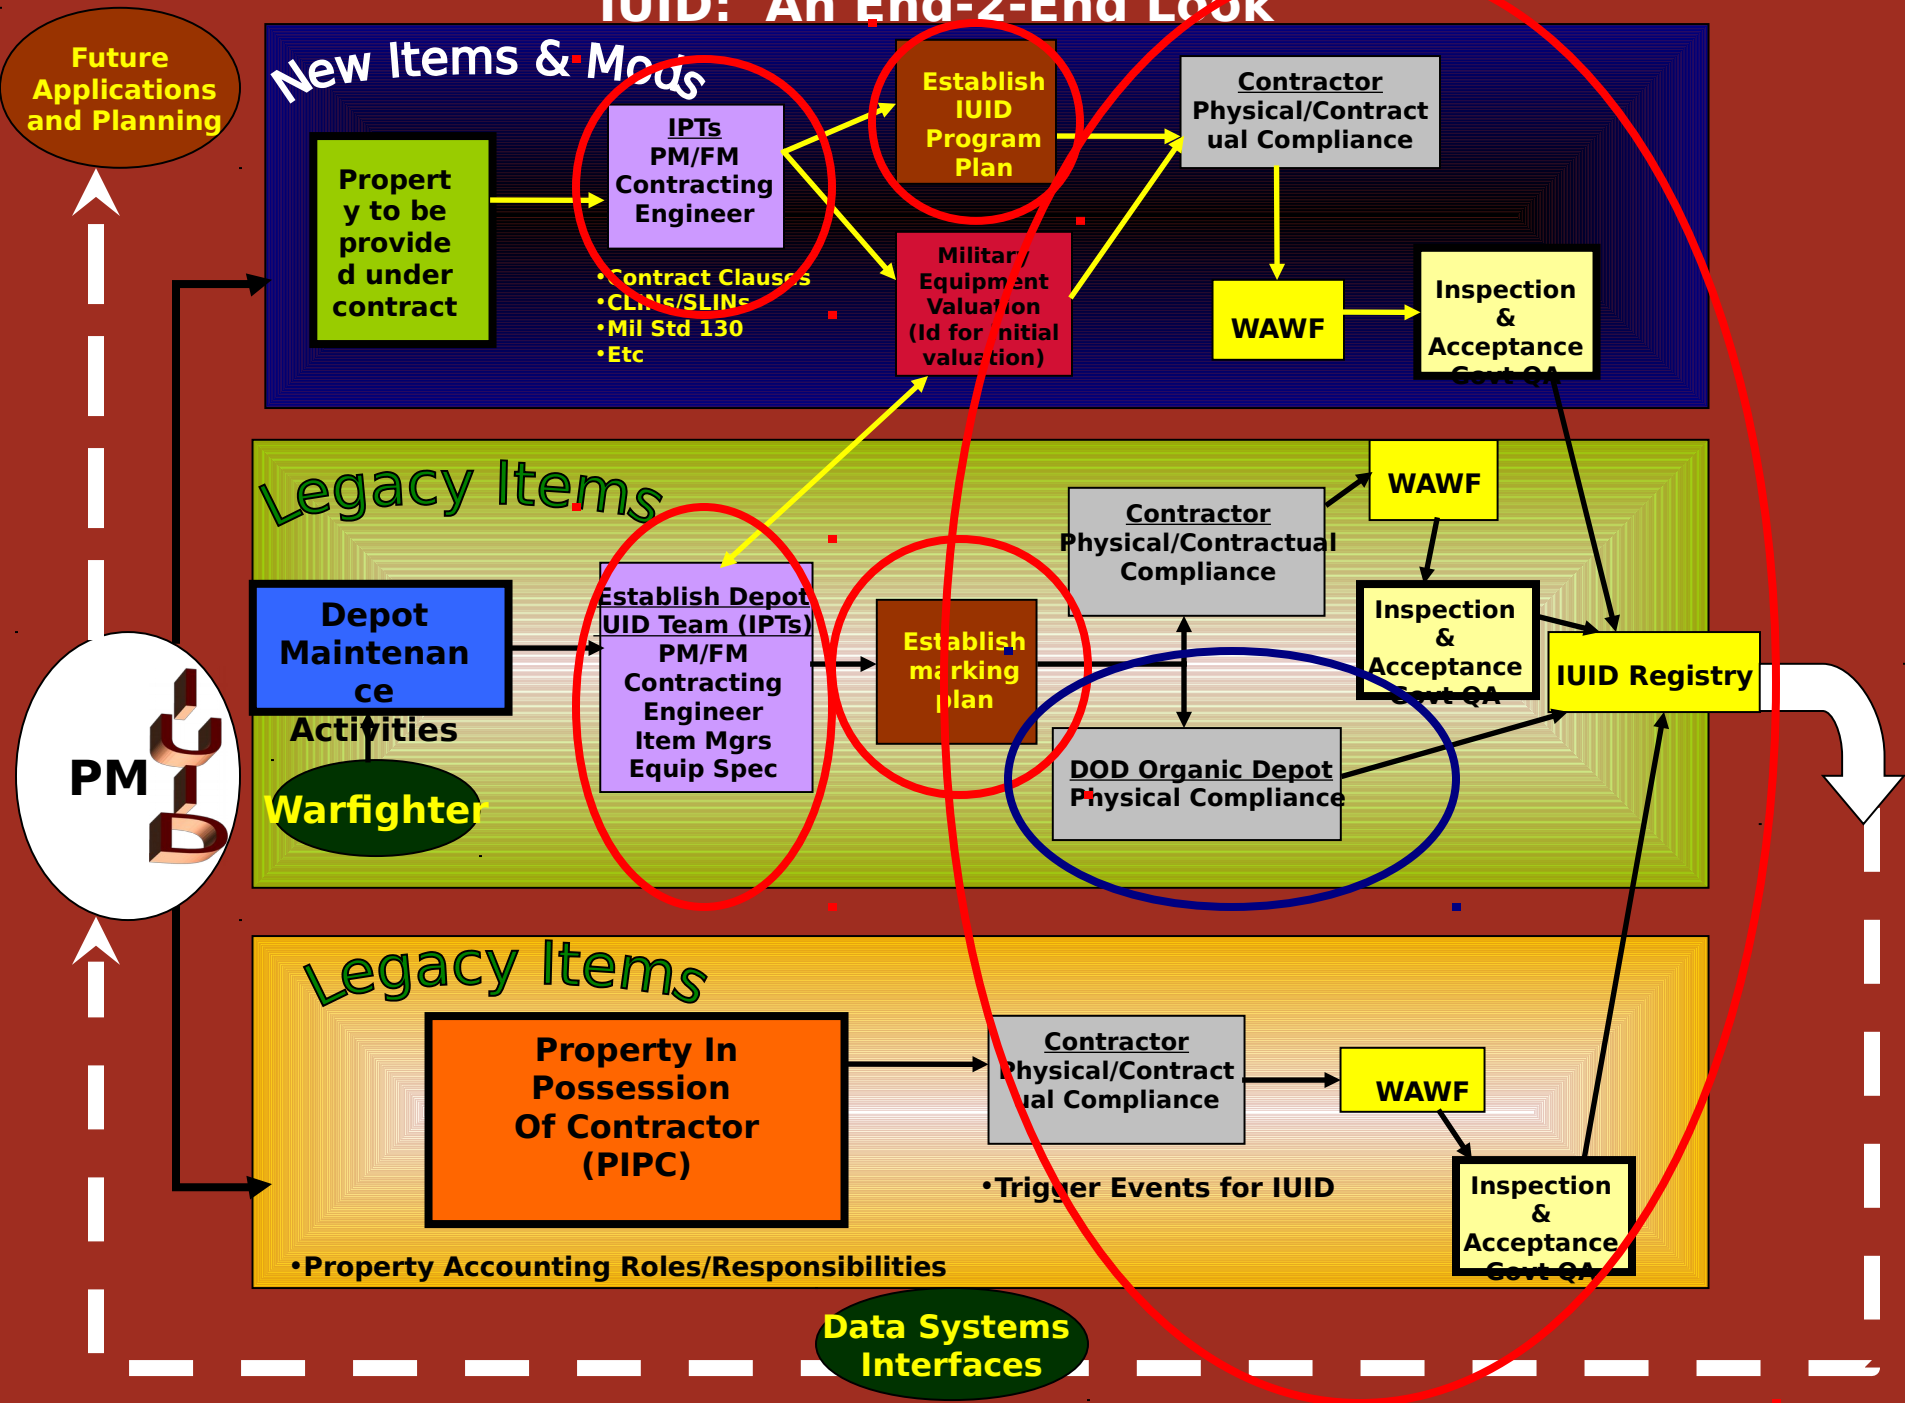 IUID: An End-2-End Look
Future
Applications
and Planning
New Items & Mods
Propert
y to be
provide
d under
contract
IPTs
PM/FM
Contracting
Engineer
•Contract Clauses
•CLINs/SLINs
•Mil Std 130
•Etc
Establish
IUID
Program
Plan
Military
Equipment
Valuation
(Id for initial
valuation)
Contractor
Physical/Contract
ual Compliance
WAWF
Inspection
&
Acceptance
Govt QA
Legacy Items
Depot
Maintenan
ce
Activities
Warfighter
Establish Depot
UID Team (IPTs)
PM/FM
Contracting
Engineer
Item Mgrs
Equip Spec
Establish
marking
plan
Contractor
Physical/Contractual
Compliance
WAWF
Inspection
&
Acceptance
Govt QA
DOD Organic Depot
Physical Compliance
IUID Registry
PM
IUID
Legacy Items
Property In
Possession
Of Contractor
(PIPC)
•Property Accounting Roles/Responsibilities
Contractor
Physical/Contract
ual Compliance
•Trigger Events for IUID
WAWF
Inspection
&
Acceptance
Govt QA
Data Systems
Interfaces